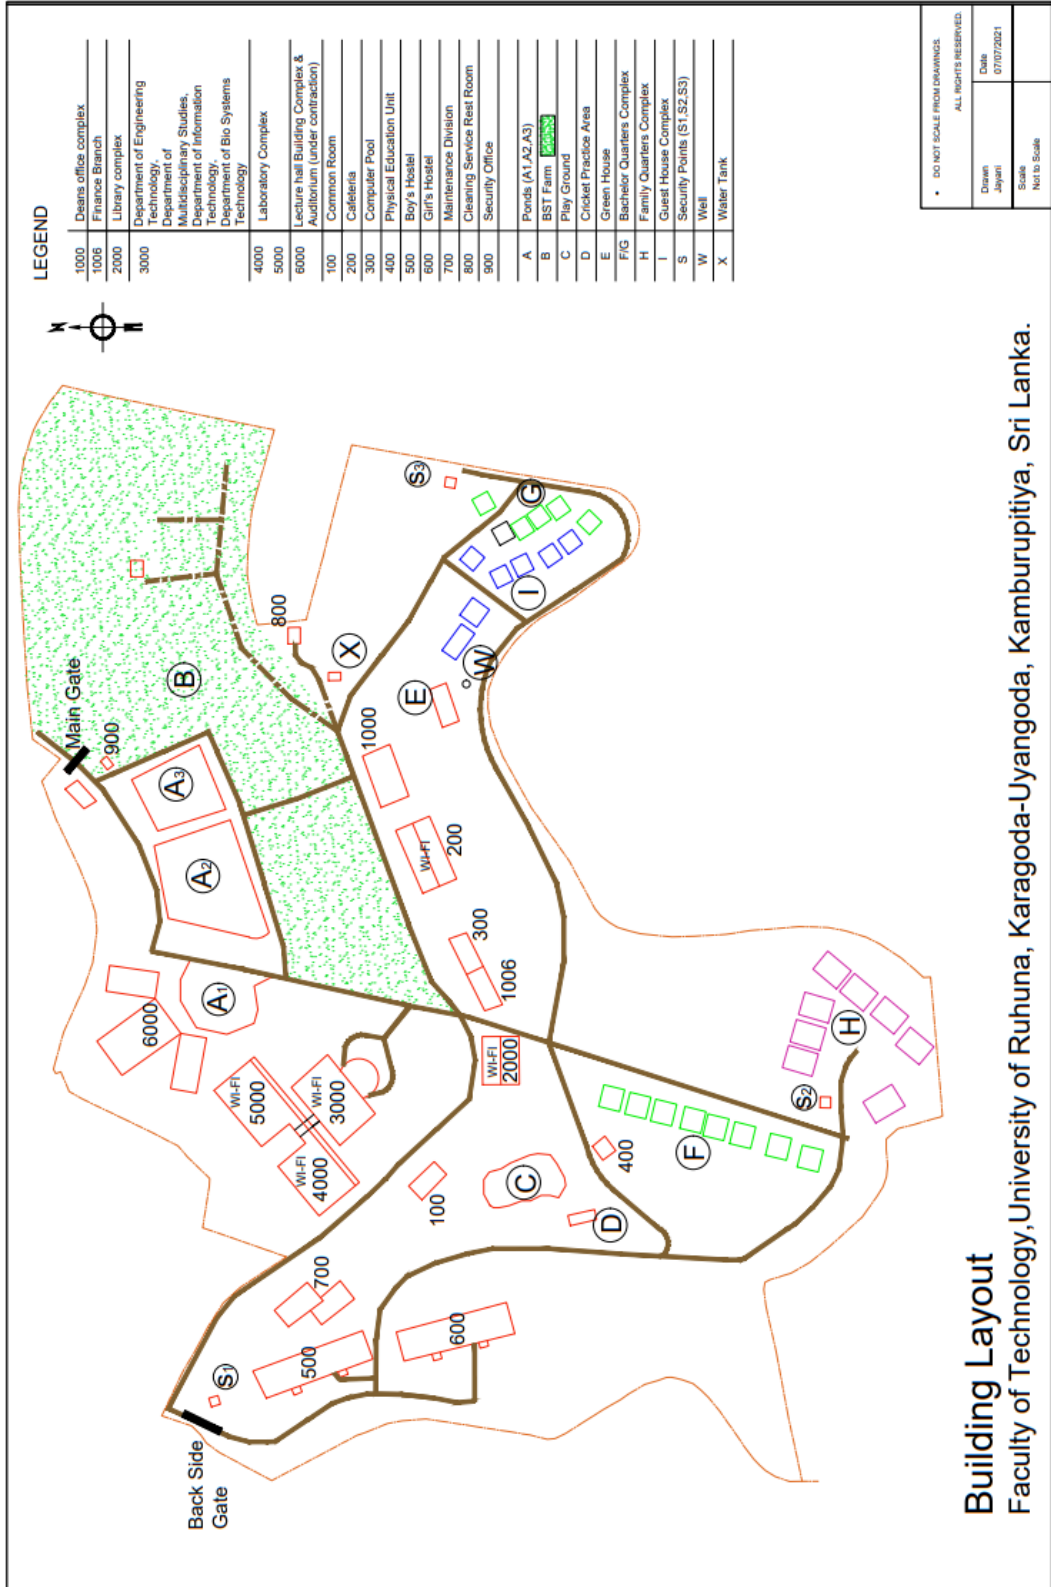 LEGEND
1000 Deans office complex
1006 Finance Branch
2000 Library complex
3000 Department of Engineering
Technology,
Department of
Multidisciplinary Studies,
Department of Information
Technology,
Department of Bio Systems
Technology
4000 Laboratory Complex
5000
6000 Lecture hall Building Complex &
Auditorium (under contraction)
100 Common Room
200 Cafeteria
300 Computer Pool
400 Physical Education Unit
500 Boy's Hostel
600 Girl's Hostel
700 Maintenance Division
800 Cleaning Service Rest Room
900 Security Office
A Ponds (A1,A2,A3)
B BST Farm
C Play Ground
D Cricket Practice Area
E Green House
F/G Bachelor Quarters Complex
H Family Quarters Complex
I Guest House Complex
S Security Points (S1,S2,S3)
W Well
X Water Tank
N
Main Gate
900
B
A3
A2
A1
6000
WI-FI
5000
WI-FI
3000
WI-FI
4000
800
X
1000
E
W
I
G
S3
WI-FI
200
300
1006
WI-FI
2000
100
C
D
400
F
H
S2
700
500
600
S1
Back Side
Gate
Building Layout
Faculty of Technology,University of Ruhuna, Karagoda-Uyangoda, Kamburupitiya, Sri Lanka.
• DO NOT SCALE FROM DRAWINGS.
ALL RIGHTS RESERVED.
Drawn
Jayani
Date
07/07/2021
Scale
Not to Scale